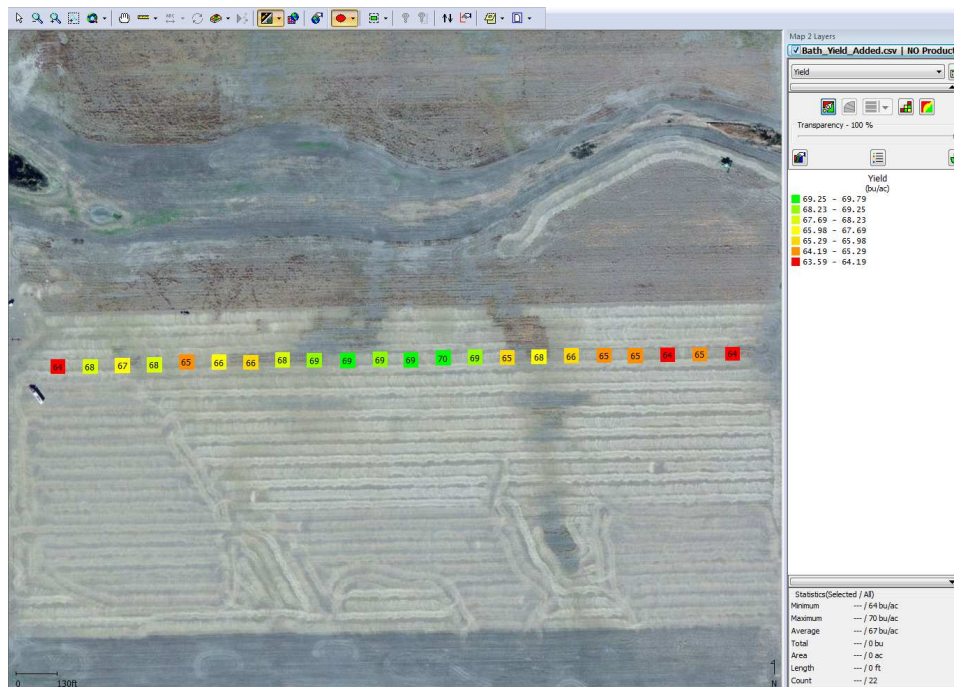 Map 2 Layers
Bath_Yield_Added.csv | NO Product
Yield
Transparency - 100 %
Yield
(bu/ac)
69.25 - 69.79
68.23 - 69.25
67.69 - 68.23
65.98 - 67.69
65.29 - 65.98
64.19 - 65.29
63.59 - 64.19
64 68 67 68 65 66 66 68 69 69 69 69 70 69 65 68 66 65 65 64 65 64
Statistics(Selected / All)
Minimum --- / 64 bu/ac
Maximum --- / 70 bu/ac
Average --- / 67 bu/ac
Total --- / 0 bu
Area --- / 0 ac
Length --- / 0 ft
Count --- / 22
0 130ft
N